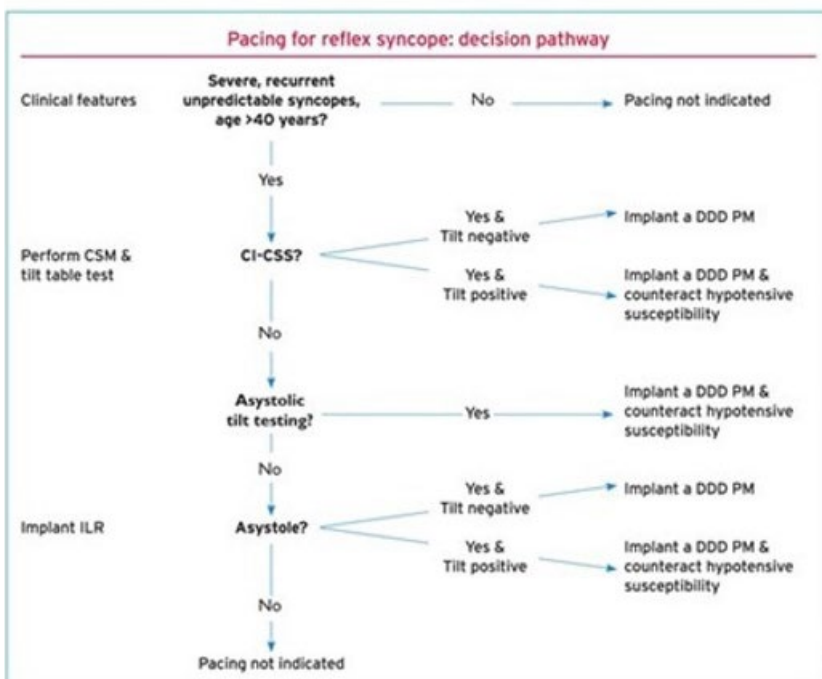 Pacing for reflex syncope: decision pathway
Clinical features
Severe, recurrent
unpredictable syncopes,
age >40 years?
No
Pacing not indicated
Yes
Perform CSM &
tilt table test
CI-CSS?
Yes &
Tilt negative
Implant a DDD PM
Yes &
Tilt positive
Implant a DDD PM &
counteract hypotensive
susceptibility
No
Asystolic
tilt testing?
Yes
Implant a DDD PM &
counteract hypotensive
susceptibility
No
Implant ILR
Asystole?
Yes &
Tilt negative
Implant a DDD PM
Yes &
Tilt positive
Implant a DDD PM &
counteract hypotensive
susceptibility
No
Pacing not indicated